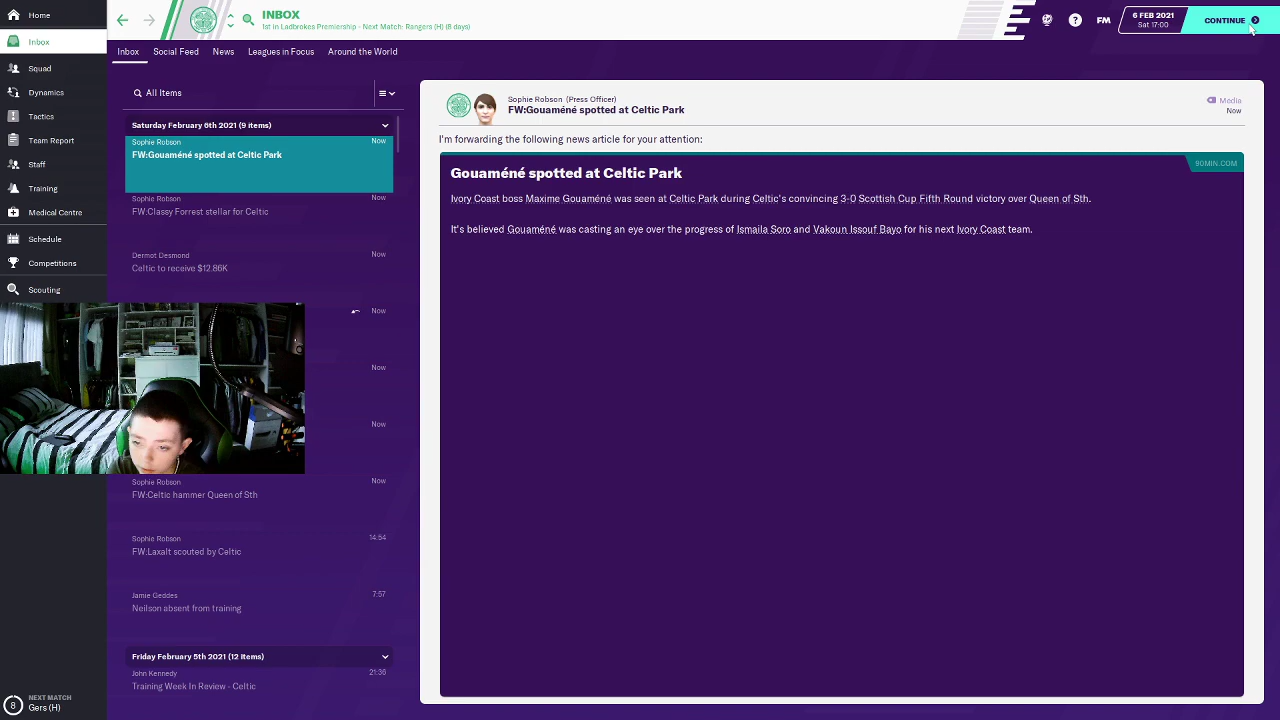 INBOX
1st in Ladbrokes Premiership - Next Match: Rangers (H) (8 days)
?
FM
6 FEB 2021
Sat 17:00
CONTINUE
Inbox
Squad
Dynamics
Tactics
Team Report
Staff
Training
Medical Centre
Schedule
Competitions
Scouting
NEXT MATCH
8
Gers (H)
Inbox
Social Feed
News
Leagues in Focus
Around the World
All Items
Saturday February 6th 2021 (9 items)
Sophie Robson
Now
FW:Gouaméné spotted at Celtic Park
Sophie Robson
Now
FW:Classy Forrest stellar for Celtic
Dermot Desmond
Now
Celtic to receive $12.86K
Now
Now
Now
Sophie Robson
Now
FW:Celtic hammer Queen of Sth
Sophie Robson
14:54
FW:Laxalt scouted by Celtic
Jamie Geddes
7:57
Neilson absent from training
Friday February 5th 2021 (12 items)
John Kennedy
21:36
Training Week In Review - Celtic
Sophie Robson (Press Officer)
FW:Gouaméné spotted at Celtic Park
Media
Now
I'm forwarding the following news article for your attention:
90MIN.COM
Gouaméné spotted at Celtic Park
Ivory Coast boss Maxime Gouaméné was seen at Celtic Park during Celtic's convincing 3-0 Scottish Cup Fifth Round victory over Queen of Sth.
It's believed Gouaméné was casting an eye over the progress of Ismaila Soro and Vakoun Issouf Bayo for his next Ivory Coast team.